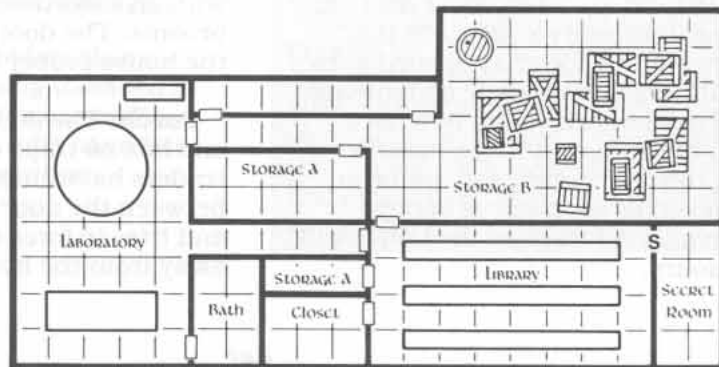 Storage A
Storage B
Laboratory
S
Storage A
Library
Secret
Room
Bath
Closet